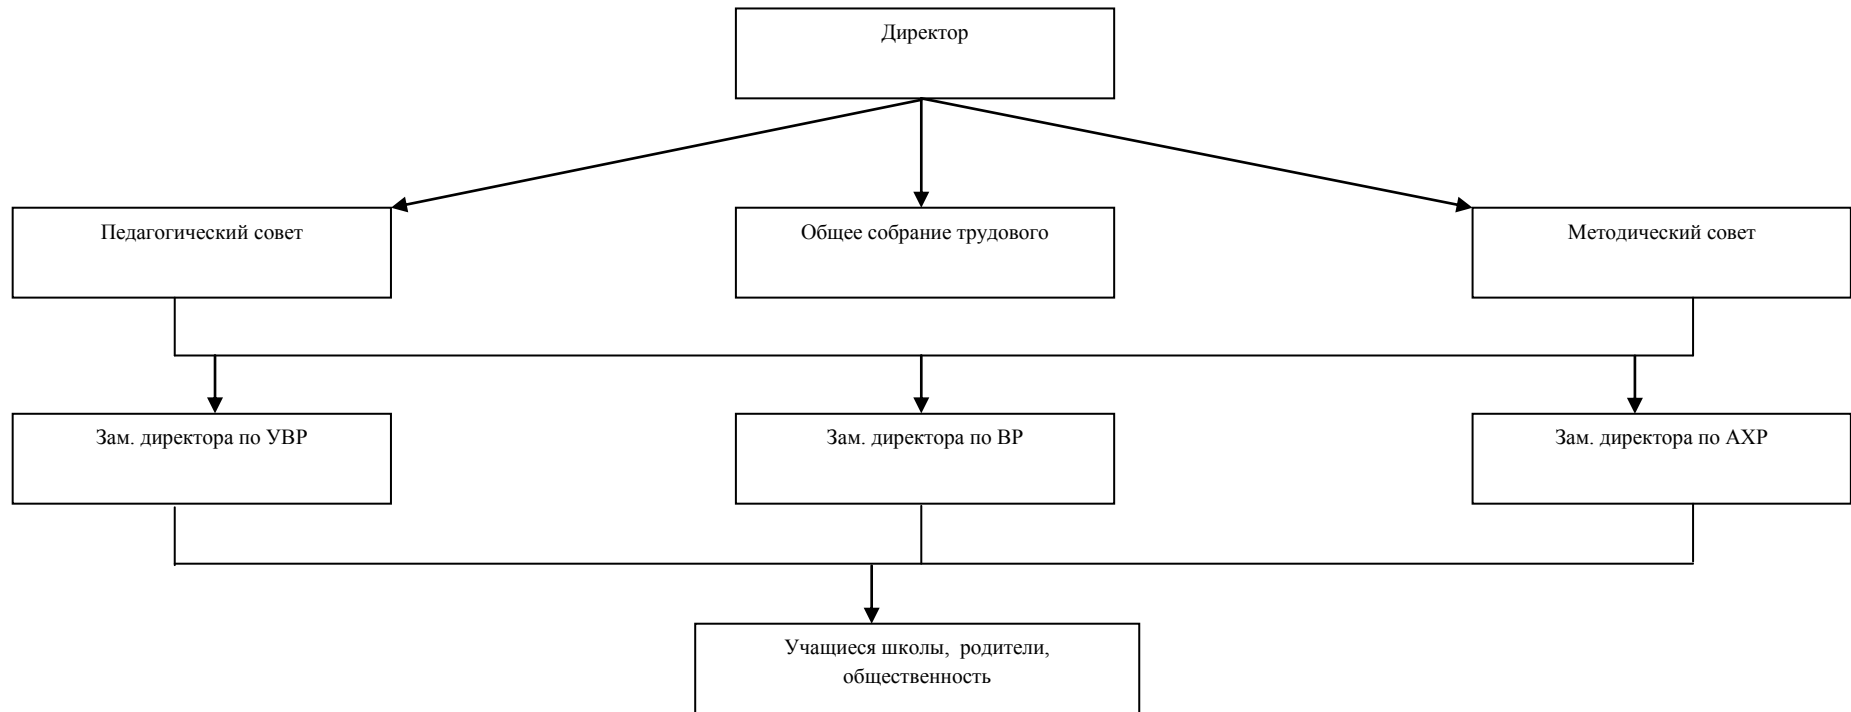 Директор
Педагогический совет
Общее собрание трудового
Методический совет
Зам. директора по УВР
Зам. директора по ВР
Зам. директора по АХР
Учащиеся школы,  родители,
общественность